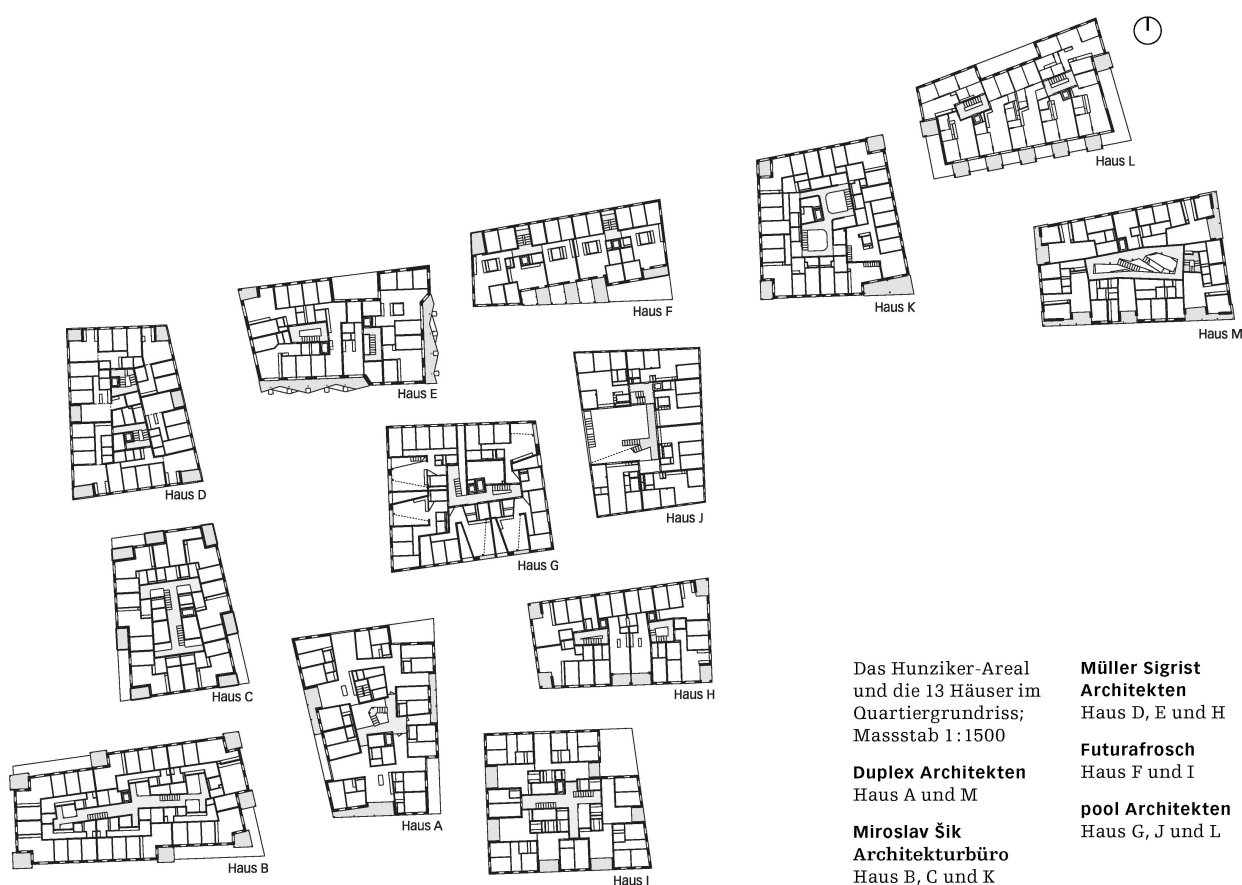 Haus L
Haus K
Haus F
Haus M
Haus E
Haus D
Haus J
Haus G
Haus C
Haus H
Haus A
Haus B
Haus I
Das Hunziker-Areal
und die 13 Häuser im
Quartiergrundriss;
Massstab 1:1500
Duplex Architekten
Haus A und M
Miroslav Šik
Architekturbüro
Haus B, C und K
Müller Sigrist
Architekten
Haus D, E und H
Futurafrosch
Haus F und I
pool Architekten
Haus G, J und L